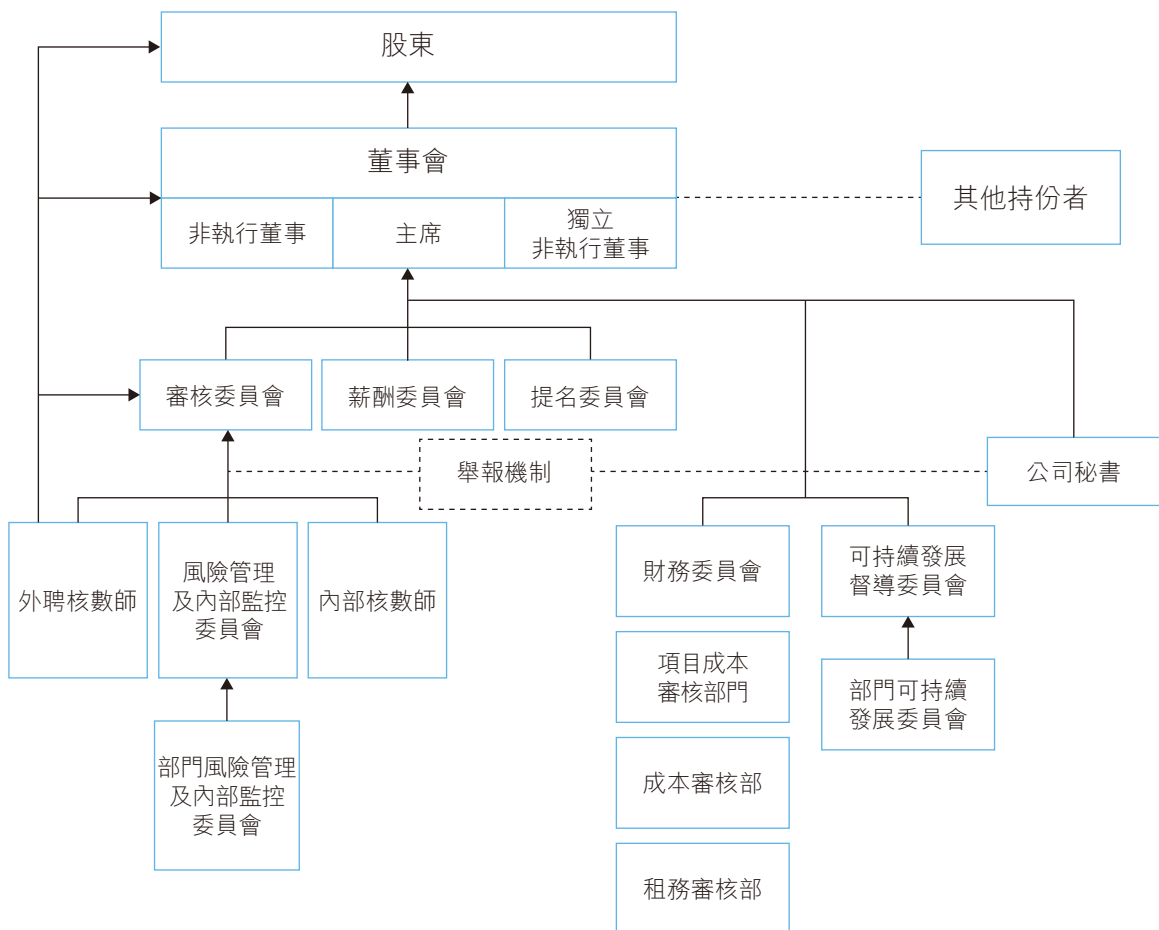 股東
董事會
非執行董事
主席
獨立
非執行董事
其他持份者
審核委員會
薪酬委員會
提名委員會
舉報機制
公司秘書
外聘核數師
風險管理
及內部監控
委員會
內部核數師
財務委員會
可持續發展
督導委員會
項目成本
審核部門
部門可持續
發展委員會
部門風險管理
及內部監控
委員會
成本審核部
租務審核部